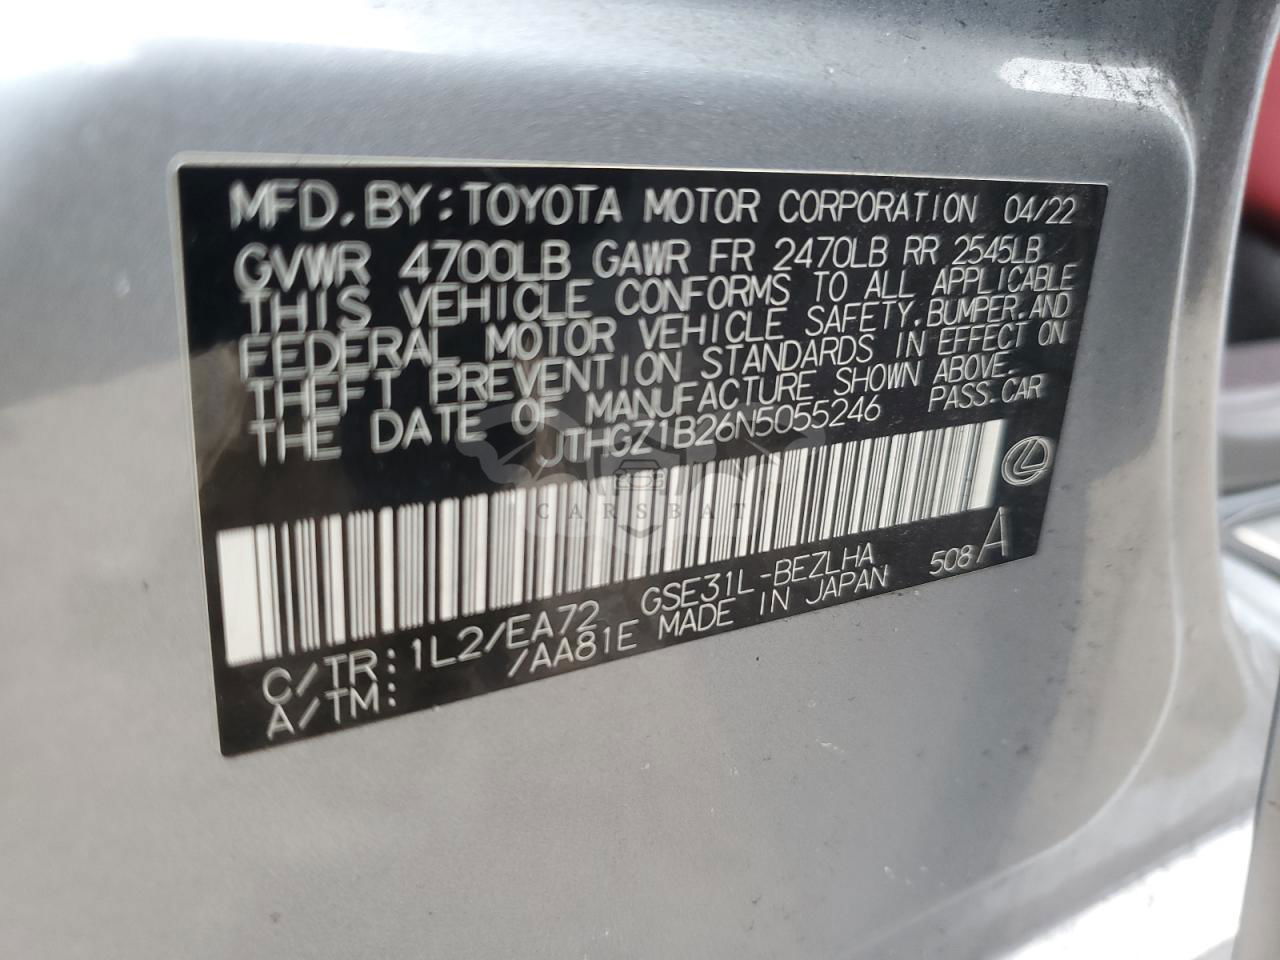 MFD. BY: TOYOTA MOTOR CORPORATION 04/22
GVWR 4700LB GAWR FR 2470LB RR 2545LB
THIS VEHICLE CONFORMS TO ALL APPLICABLE
FEDERAL MOTOR VEHICLE SAFETY, BUMPER, AND
THEFT PREVENTION STANDARDS IN EFFECT ON
THE DATE OF MANUFACTURE SHOWN ABOVE.
JTHGZ1B26N5055246 PASS.CAR
CARSBAT
C/TR: 1L2/EA72 GSE31L-BEZLHA 508 A
A/TM: /AA81E MADE IN JAPAN